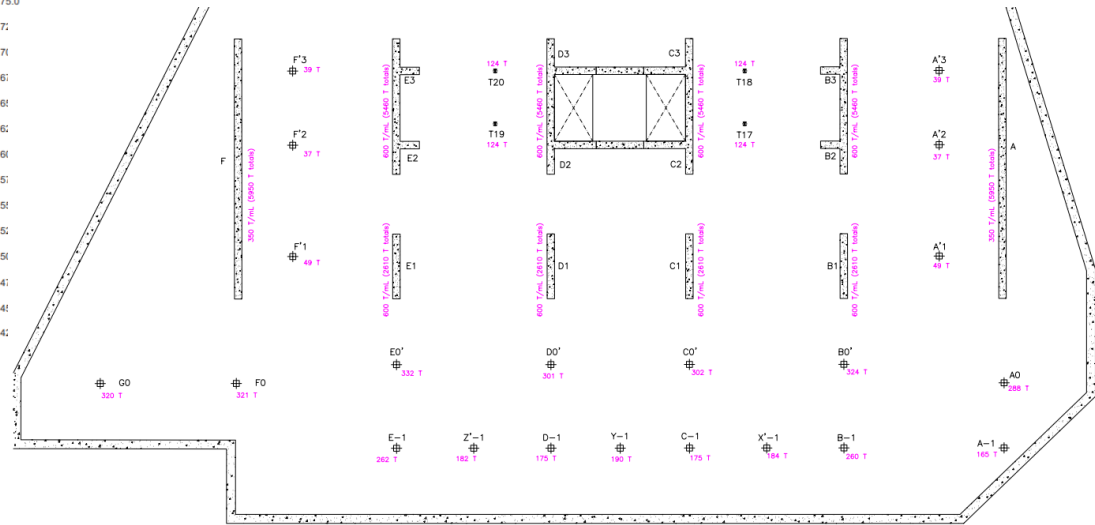 75.0
F'3
39 T
124 T
T20
D3
C3
124 T
T18
A'3
39 T
E3
B3
T19
124 T
T17
124 T
F'2
37 T
E2
D2
C2
B2
A'2
37 T
F
A
350 T/mL (5950 T totals)
600 T/mL (5460 T totals)
600 T/mL (5460 T totals)
600 T/mL (5460 T totals)
600 T/mL (5460 T totals)
350 T/mL (5950 T totals)
F'1
49 T
E1
D1
C1
B1
A'1
49 T
600 T/mL (2610 T totals)
600 T/mL (2610 T totals)
600 T/mL (2610 T totals)
600 T/mL (2610 T totals)
E0'
332 T
D0'
301 T
C0'
302 T
B0'
324 T
G0
320 T
F0
321 T
A0
288 T
E-1
262 T
Z'-1
182 T
D-1
175 T
Y-1
190 T
C-1
175 T
X'-1
184 T
B-1
260 T
A-1
165 T